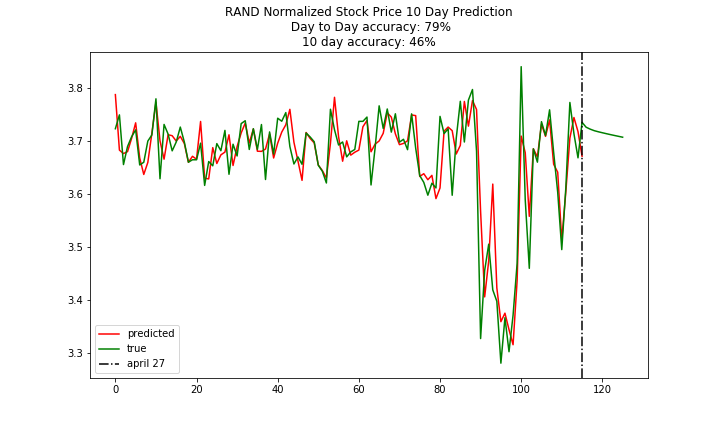 RAND Normalized Stock Price 10 Day Prediction
Day to Day accuracy: 79%
10 day accuracy: 46%
3.8
3.7
3.6
3.5
3.4
3.3
predicted
true
april 27
0
20
40
60
80
100
120